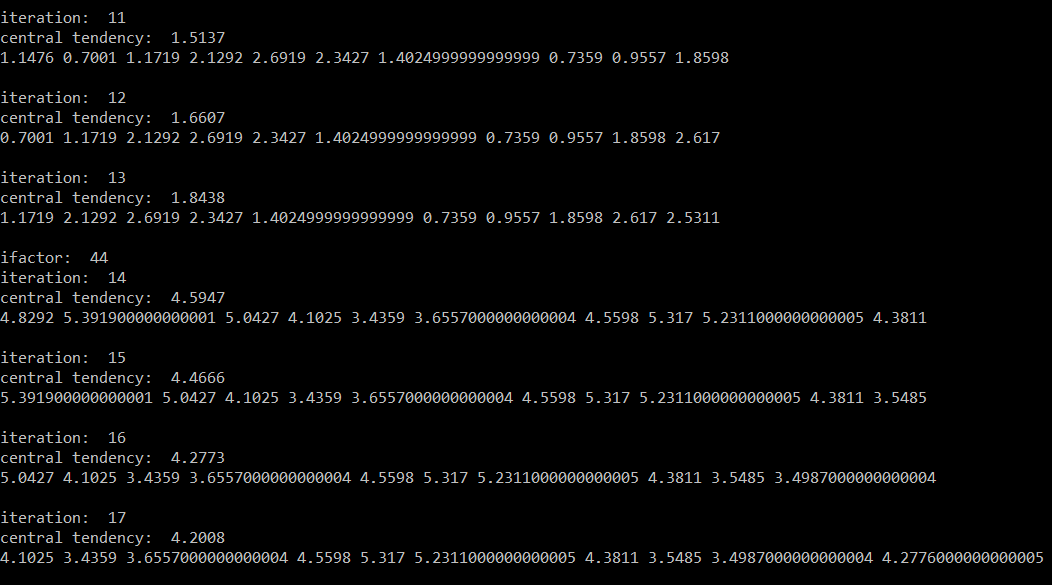 iteration:  11
central tendency:  1.5137
1.1476 0.7001 1.1719 2.1292 2.6919 2.3427 1.4024999999999999 0.7359 0.9557 1.8598
iteration:  12
central tendency:  1.6607
0.7001 1.1719 2.1292 2.6919 2.3427 1.4024999999999999 0.7359 0.9557 1.8598 2.617
iteration:  13
central tendency:  1.8438
1.1719 2.1292 2.6919 2.3427 1.4024999999999999 0.7359 0.9557 1.8598 2.617 2.5311
ifactor:  44
iteration:  14
central tendency:  4.5947
4.8292 5.391900000000001 5.0427 4.1025 3.4359 3.6557000000000004 4.5598 5.317 5.2311000000000005 4.3811
iteration:  15
central tendency:  4.4666
5.391900000000001 5.0427 4.1025 3.4359 3.6557000000000004 4.5598 5.317 5.2311000000000005 4.3811 3.5485
iteration:  16
central tendency:  4.2773
5.0427 4.1025 3.4359 3.6557000000000004 4.5598 5.317 5.2311000000000005 4.3811 3.5485 3.4987000000000004
iteration:  17
central tendency:  4.2008
4.1025 3.4359 3.6557000000000004 4.5598 5.317 5.2311000000000005 4.3811 3.5485 3.4987000000000004 4.2776000000000005